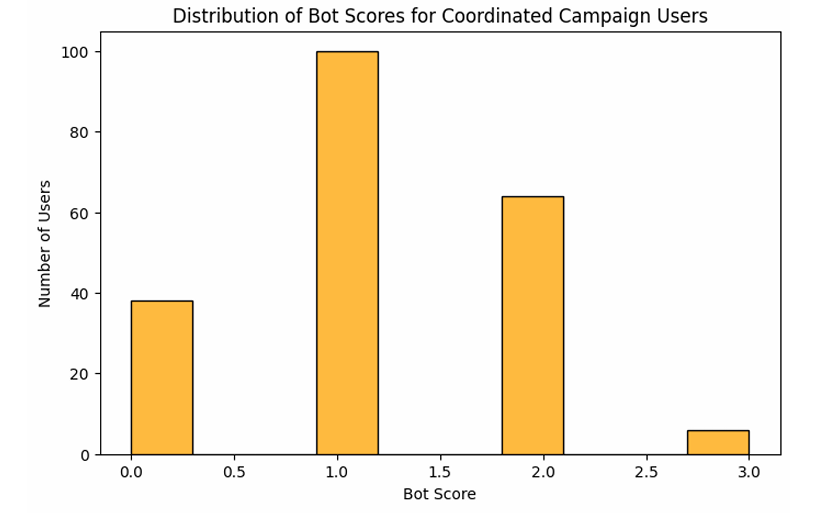 Distribution of Bot Scores for Coordinated Campaign Users
100
80
60
40
20
0
Number of Users
0.0 0.5 1.0 1.5 2.0 2.5 3.0
Bot Score